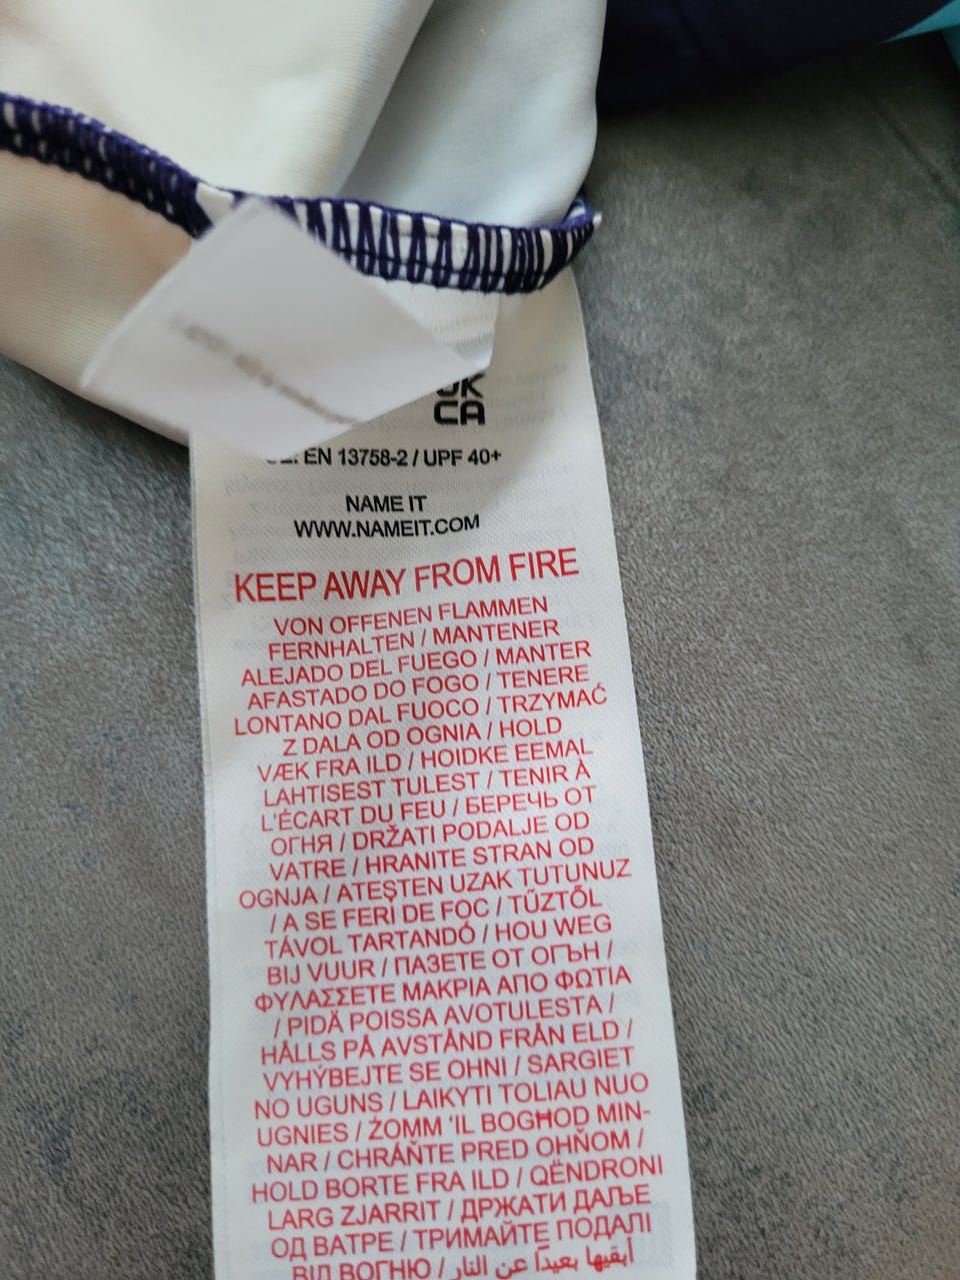 UK
CA
EN 13758-2 / UPF 40+
NAME IT
WWW.NAMEIT.COM
KEEP AWAY FROM FIRE
VON OFFENEN FLAMMEN
FERNHALTEN / MANTENER
ALEJADO DEL FUEGO / MANTER
AFASTADO DO FOGO / TENERE
LONTANO DAL FUOCO / TRZYMAĆ
Z DALA OD OGNIA / HOLD
VÆK FRA ILD / HOIDKE EEMAL
LAHTISEST TULEST / TENIR À
L'ÉCART DU FEU / БЕРЕЧЬ ОТ
ОГНЯ / DRŽATI PODALJE OD
VATRE / HRANITE STRAN OD
OGNJA / ATEŞTEN UZAK TUTUNUZ
/ A SE FERI DE FOC / TŰZTŐL
TÁVOL TARTANDÓ / HOU WEG
BIJ VUUR / ПАЗЕТЕ ОТ ОГЪН /
ΦΥΛΑΣΣΕΤΕ ΜΑΚΡΙΑ ΑΠΟ ΦΩΤΙΑ
/ PIDÄ POISSA AVOTULESTA /
HÅLLS PÅ AVSTÅND FRÅN ELD /
VYHÝBEJTE SE OHNI / SARGIET
NO UGUNS / LAIKYTI TOLIAU NUO
UGNIES / ŻOMM 'IL BOGĦOD MIN-
NAR / CHRÁŇTE PRED OHŇOM /
HOLD BORTE FRA ILD / QËNDRONI
LARG ZJARRIT / ДРЖАТИ ДАЉЕ
ОД ВАТРЕ / ТРИМАЙТЕ ПОДАЛІ
ВІД ВОГНЮ / أبقيها بعيداً عن النار